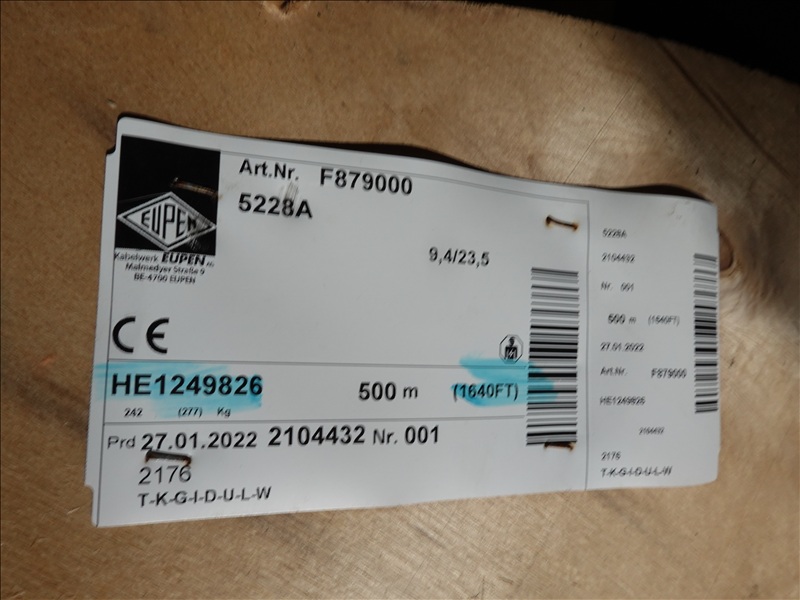 Art.Nr. F879000
5228A
EUPEN
Kabelwerk EUPEN AG
Malmedyer Straße 9
BE-4700 EUPEN
9,4/23,5
CE
HE1249826 500 m (1640FT)
242 (277) Kg
Prd 27.01.2022 2104432 Nr. 001
2176
T-K-G-I-D-U-L-W
5228A
2104432
Nr. 001
500 m (1640FT)
27.01.2022
Art.Nr. F879000
HE1249826
2104432
2176
T-K-G-I-D-U-L-W